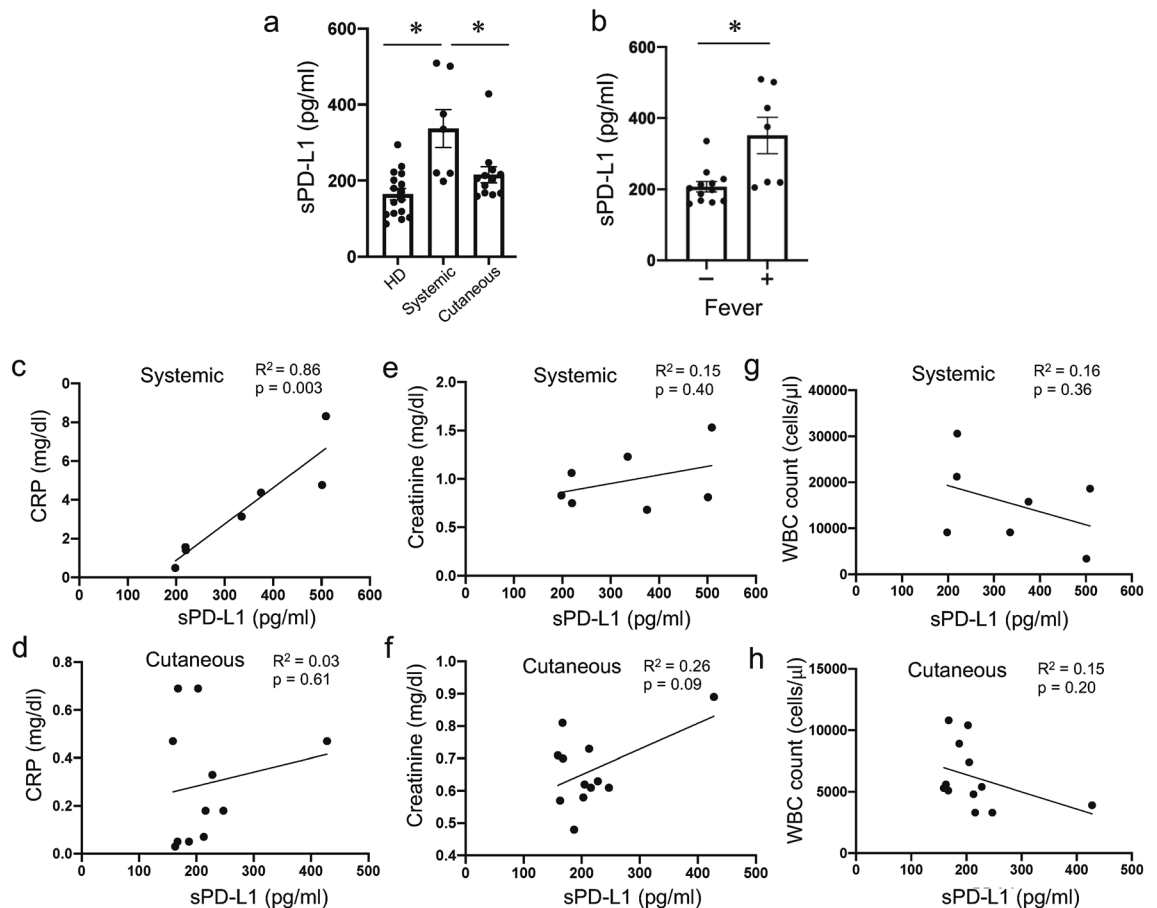 a
*
*
sPD-L1 (pg/ml)
600
400
200
0
HD
Systemic
Cutaneous
b
*
sPD-L1 (pg/ml)
600
400
200
0
−
+
Fever
c
Systemic
R² = 0.86
p = 0.003
CRP (mg/dl)
0
8
6
4
2
0
0
100
200
300
400
500
600
sPD-L1 (pg/ml)
e
Systemic
R² = 0.15
p = 0.40
Creatinine (mg/dl)
2.0
1.5
1.0
0.5
0.0
0
100
200
300
400
500
600
sPD-L1 (pg/ml)
g
Systemic
R² = 0.16
p = 0.36
WBC count (cells/μl)
40000
30000
20000
10000
0
0
100
200
300
400
500
600
sPD-L1 (pg/ml)
d
Cutaneous
R² = 0.03
p = 0.61
CRP (mg/dl)
0.8
0.6
0.4
0.2
0.0
0
100
200
300
400
500
sPD-L1 (pg/ml)
f
Cutaneous
R² = 0.26
p = 0.09
Creatinine (mg/dl)
1.0
0.9
0.8
0.7
0.6
0.5
0.4
0
100
200
300
400
500
sPD-L1 (pg/ml)
h
Cutaneous
R² = 0.15
p = 0.20
WBC count (cells/μl)
15000
10000
5000
0
0
100
200
300
400
500
sPD-L1 (pg/ml)